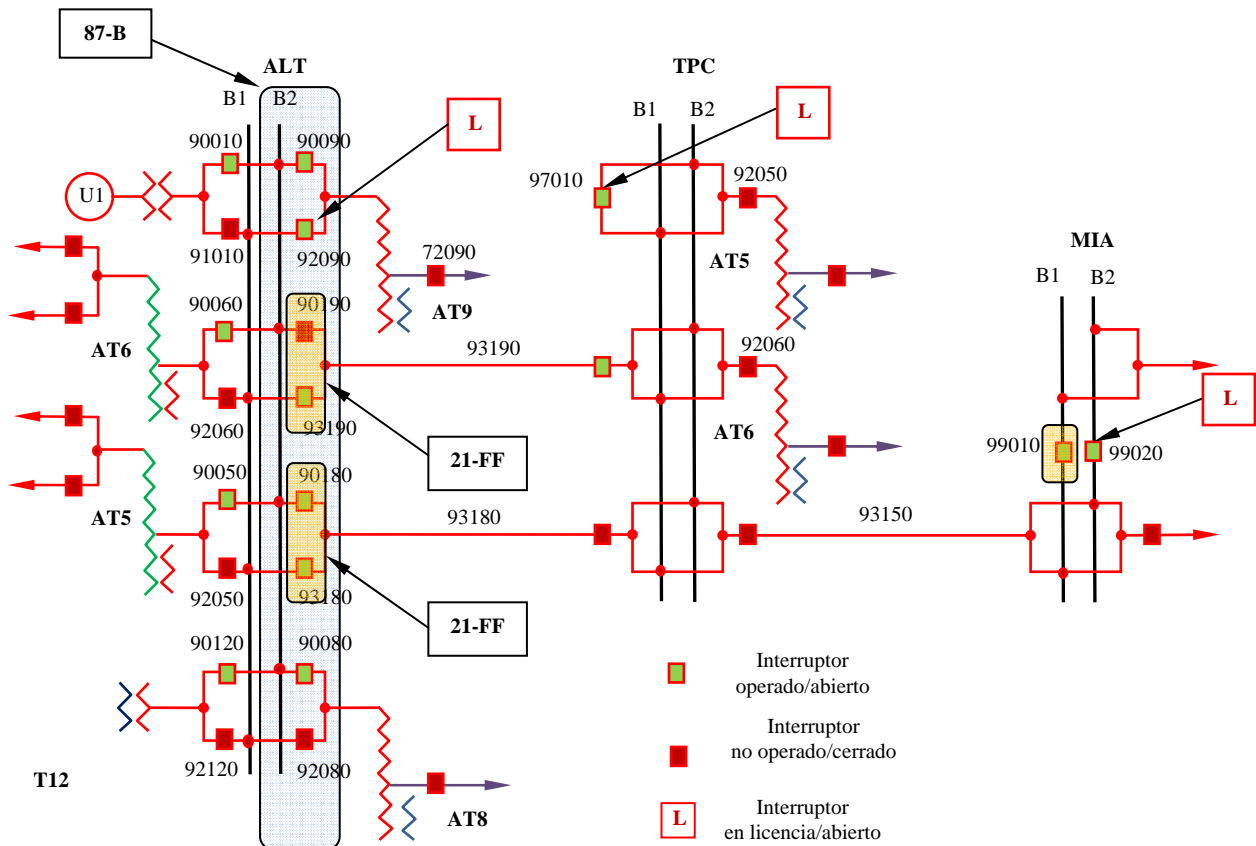 87-B
ALT
TPC
B1
B2
B1
B2
L
L
90010
90090
U1
97010
92050
91010
92090
72090
AT5
MIA
90060
90190
AT9
B1
B2
AT6
93190
92060
L
92060
93190
AT6
99010
99020
21-FF
90050
90180
AT5
93180
93150
92050
93180
21-FF
90120
90080
Interruptor
operado/abierto
Interruptor
no operado/cerrado
T12
92120
92080
AT8
L
Interruptor
en licencia/abierto